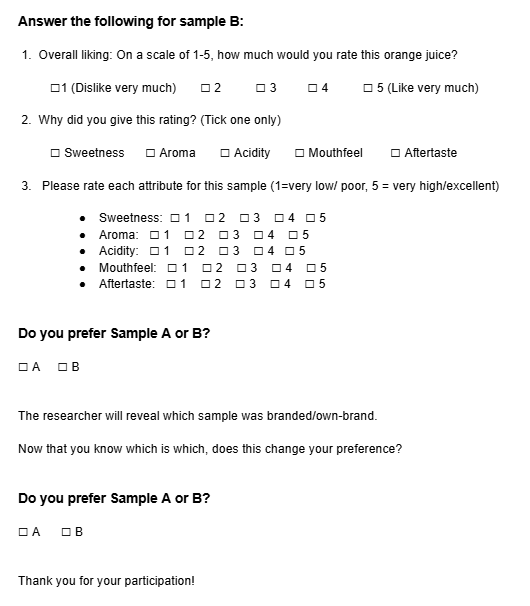 Answer the following for sample B:
1. Overall liking: On a scale of 1-5, how much would you rate this orange juice?
☐1 (Dislike very much) ☐ 2 ☐ 3 ☐ 4 ☐ 5 (Like very much)
2. Why did you give this rating? (Tick one only)
☐ Sweetness ☐ Aroma ☐ Acidity ☐ Mouthfeel ☐ Aftertaste
3. Please rate each attribute for this sample (1=very low/ poor, 5 = very high/excellent)
● Sweetness: ☐ 1 ☐ 2 ☐ 3 ☐ 4 ☐ 5
● Aroma: ☐ 1 ☐ 2 ☐ 3 ☐ 4 ☐ 5
● Acidity: ☐ 1 ☐ 2 ☐ 3 ☐ 4 ☐ 5
● Mouthfeel: ☐ 1 ☐ 2 ☐ 3 ☐ 4 ☐ 5
● Aftertaste: ☐ 1 ☐ 2 ☐ 3 ☐ 4 ☐ 5
Do you prefer Sample A or B?
☐ A ☐ B
The researcher will reveal which sample was branded/own-brand.
Now that you know which is which, does this change your preference?
Do you prefer Sample A or B?
☐ A ☐ B
Thank you for your participation!